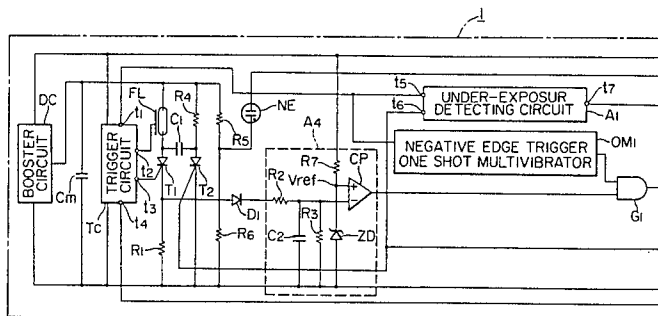 1
DC
BOOSTER CIRCUIT
Cm
TRIGGER CIRCUIT
Tc
t1
t2
t3
t4
FL
R4
C1
T1
T2
R1
R5
R6
NE
D1
A4
R2
C2
R3
R7
Vref
CP
+
-
ZD
t5
t6
UNDER-EXPOSUR
DETECTING CIRCUIT
t7
A1
NEGATIVE EDGE TRIGGER
ONE SHOT MULTIVIBRATOR
OM1
G1